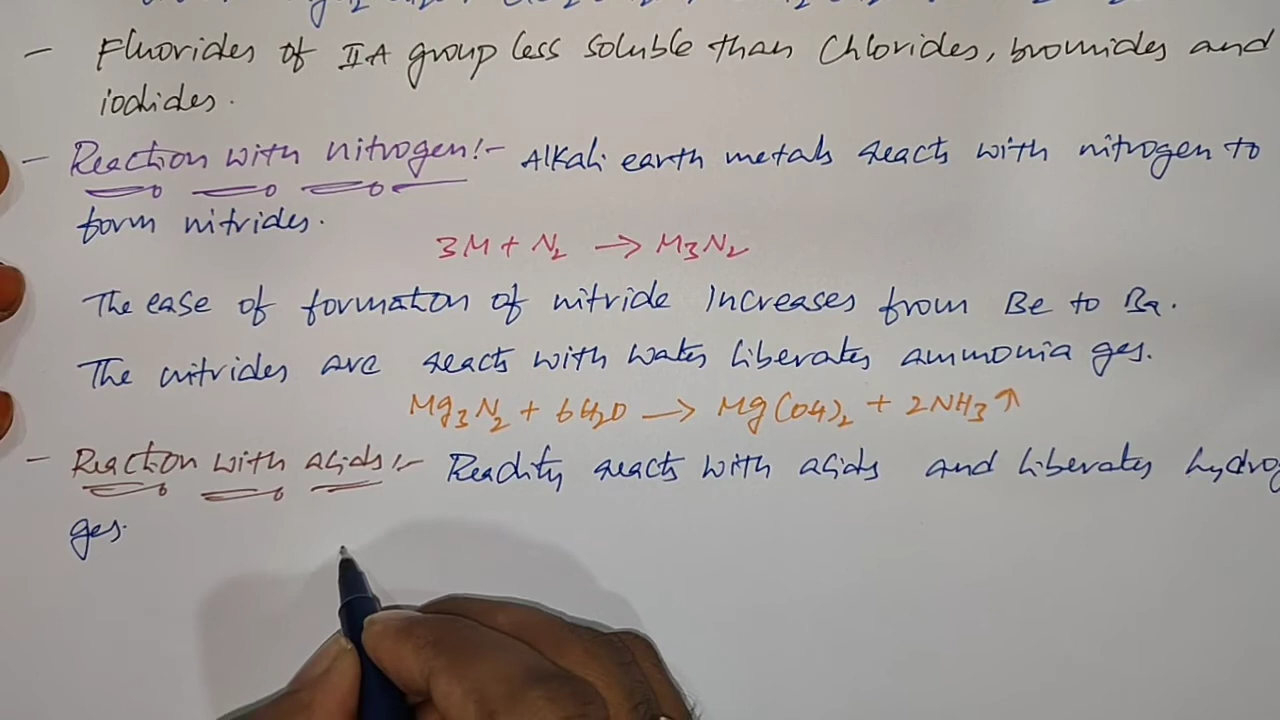 - Fluorides of IIA group less soluble than Chlorides, bromides and
iodides.
- Reaction with nitrogen:- Alkali earth metals reacts with nitrogen to
form nitrides.
3M + N₂ → M₃N₂
The ease of formation of nitride increases from Be to Ba.
The nitrides are reacts with water liberates ammonia gas.
Mg₃N₂ + 6H₂O → Mg(OH)₂ + 2NH₃↑
- Reaction with acids:- Readily reacts with acids and liberates hydro
gas.